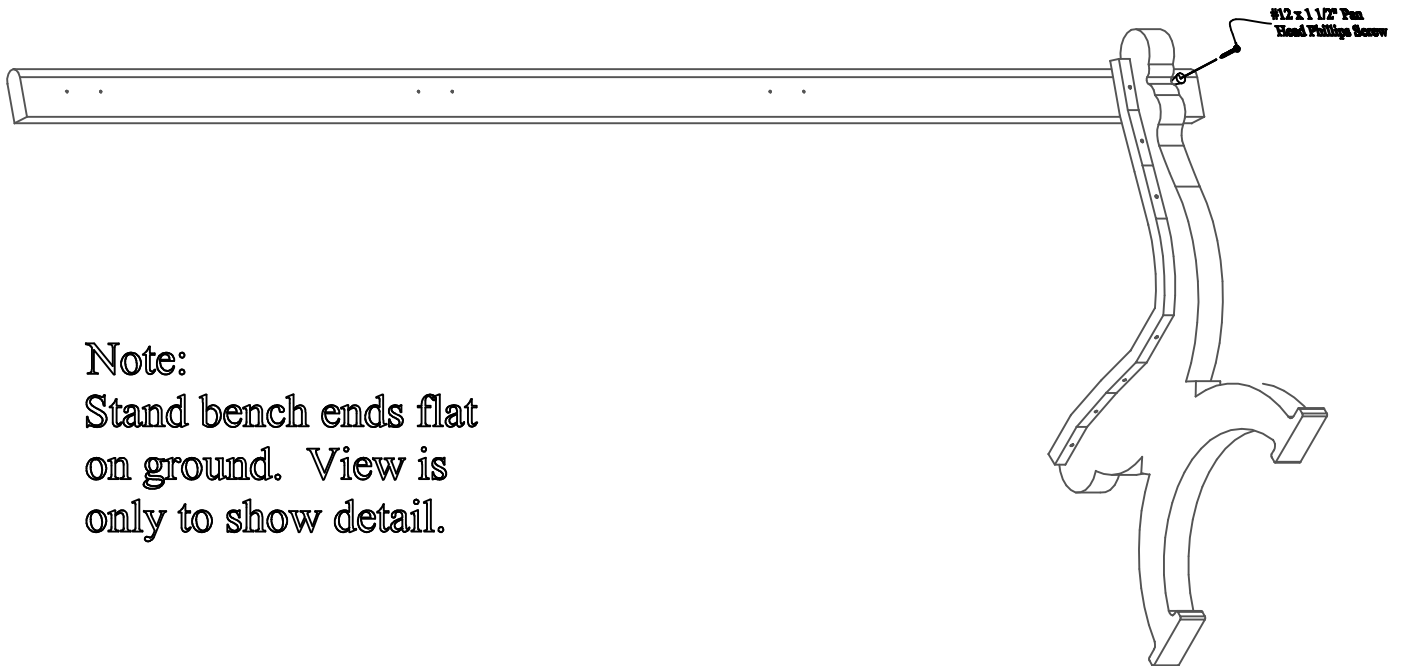 #12 x 1 1/2" Pan
Head Phillips Screw
Note:
Stand bench ends flat
on ground. View is
only to show detail.